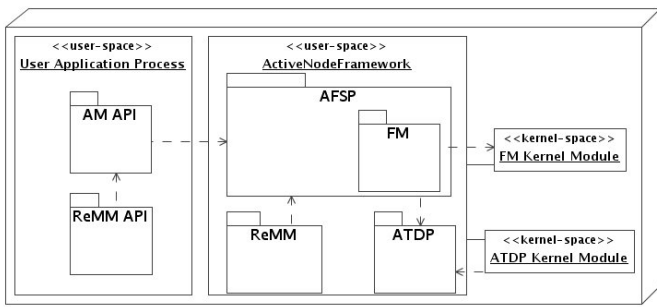 <<user-space>>
User Application Process
AM API
ReMM API
<<user-space>>
ActiveNodeFramework
AFSP
FM
ReMM
ATDP
<<kernel-space>>
FM Kernel Module
<<kernel-space>>
ATDP Kernel Module